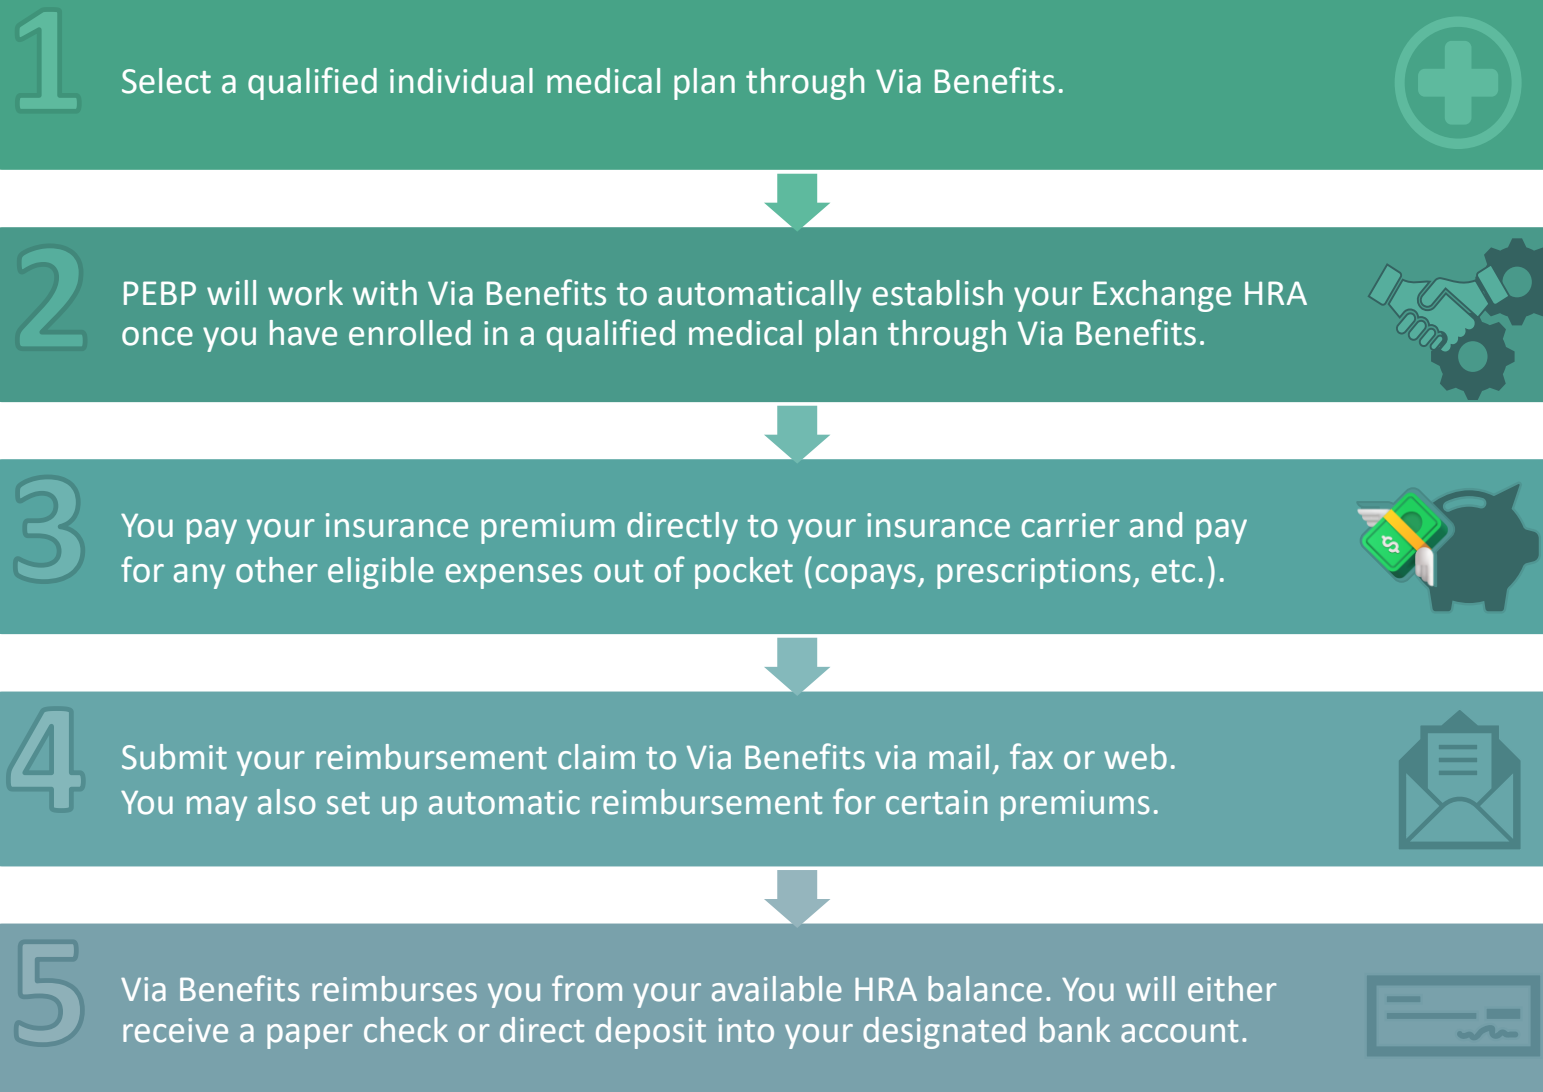 1
Select a qualified individual medical plan through Via Benefits.
2
PEBP will work with Via Benefits to automatically establish your Exchange HRA
once you have enrolled in a qualified medical plan through Via Benefits.
3
You pay your insurance premium directly to your insurance carrier and pay
for any other eligible expenses out of pocket (copays, prescriptions, etc.).
$
4
Submit your reimbursement claim to Via Benefits via mail, fax or web.
You may also set up automatic reimbursement for certain premiums.
5
Via Benefits reimburses you from your available HRA balance. You will either
receive a paper check or direct deposit into your designated bank account.